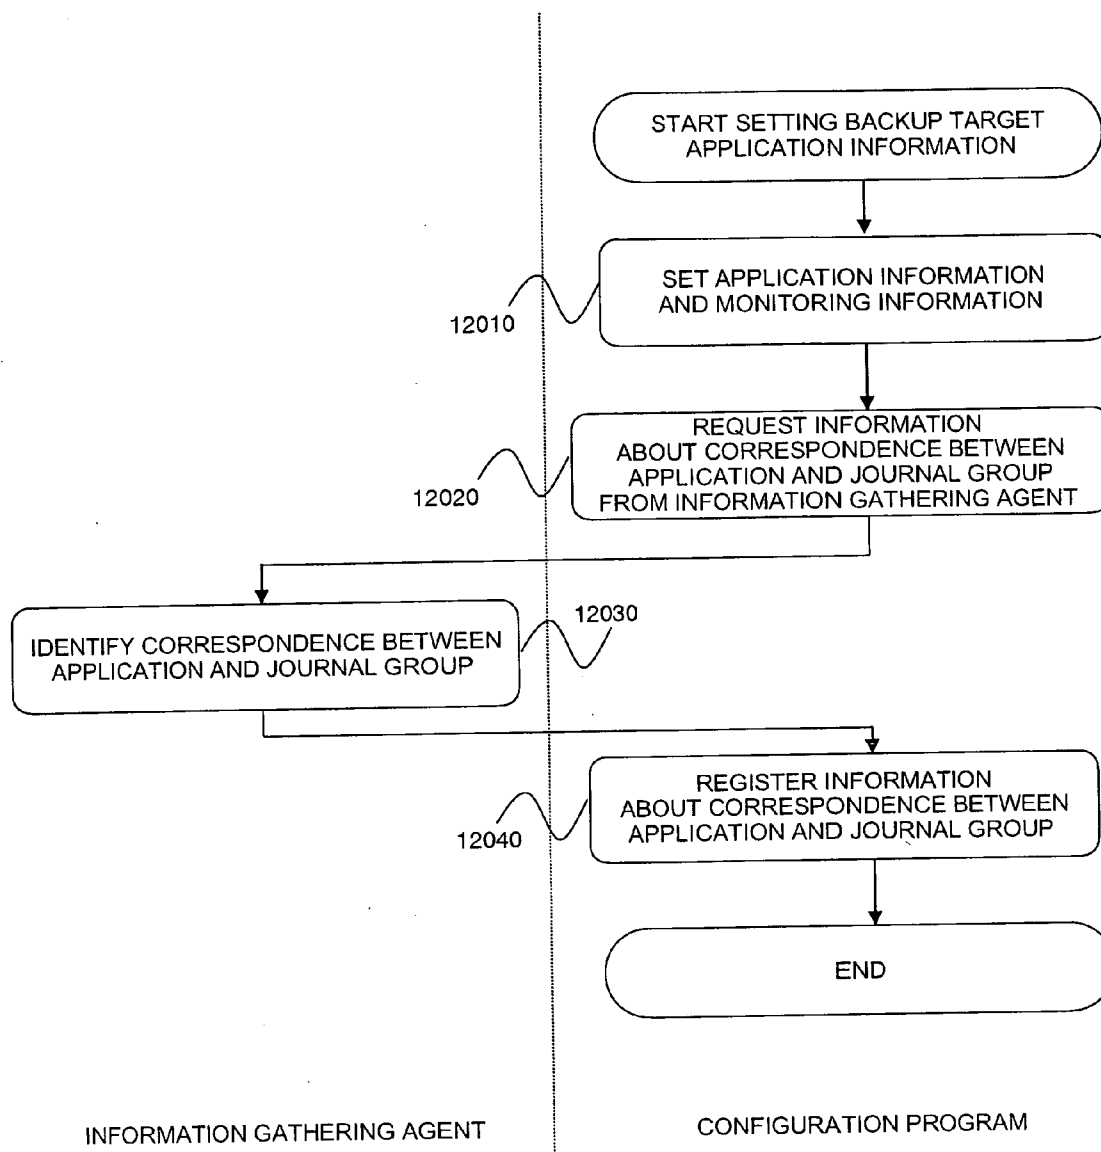 START SETTING BACKUP TARGET
APPLICATION INFORMATION
SET APPLICATION INFORMATION
AND MONITORING INFORMATION
12010
REQUEST INFORMATION
ABOUT CORRESPONDENCE BETWEEN
APPLICATION AND JOURNAL GROUP
FROM INFORMATION GATHERING AGENT
12020
12030
IDENTIFY CORRESPONDENCE BETWEEN
APPLICATION AND JOURNAL GROUP
REGISTER INFORMATION
ABOUT CORRESPONDENCE BETWEEN
APPLICATION AND JOURNAL GROUP
12040
END
INFORMATION GATHERING AGENT
CONFIGURATION PROGRAM